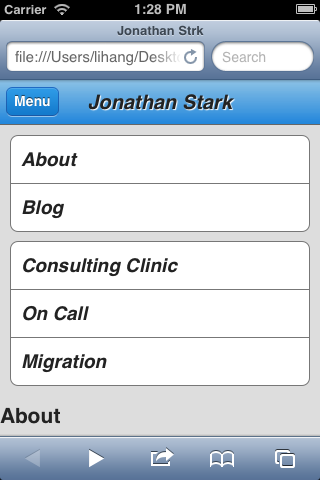 Carrier 1:28 PM
Jonathan Strk
file:///Users/lihang/Deskt Search
Menu Jonathan Stark
About
Blog
Consulting Clinic
On Call
Migration
About